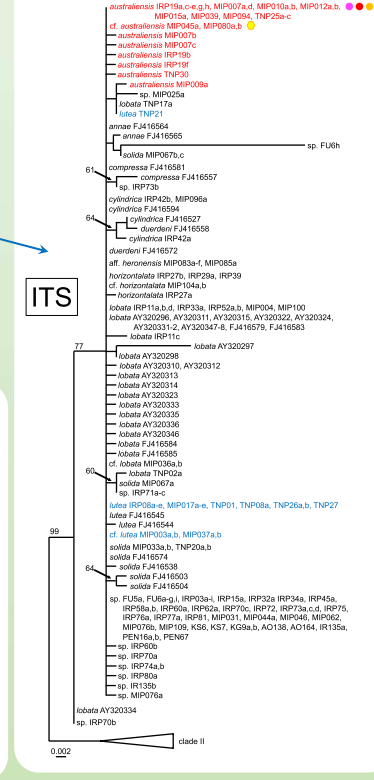 australiensis IRP19a,c-e,g,h, MIP007a,d, MIP010a,b, MIP012a,b,
MIP015a, MIP039, MIP094, TNP25a-c
cf. australiensis MIP045a, MIP080a,b
australiensis MIP007b
australiensis MIP007c
australiensis IRP19b
australiensis IRP19f
australiensis TNP30
australiensis MIP009a
sp. MIP025a
lobata TNP17a
lutea TNP21
annae FJ416564
annae FJ416565
sp. FU6h
solida MIP067b,c
compressa FJ416581
61
compressa FJ416557
sp. IRP73b
cylindrica IRP42b, MIP096a
cylindrica FJ416594
64
cylindrica FJ416527
duerdeni FJ416558
cylindrica IRP42a
duerdeni FJ416572
aff. heronensis MIP083a-f, MIP085a
horizontalata IRP27b, IRP29a, IRP39
cf. horizontalata MIP104a,b
horizontalata IRP27a
ITS
lobata IRP11a,b,d, IRP33a, IRP52a,b, MIP004, MIP100
lobata AY320296, AY320311, AY320315, AY320322, AY320324,
AY320331-2, AY320347-8, FJ416579, FJ416583
lobata IRP11c
77
lobata AY320297
lobata AY320298
lobata AY320310, AY320312
lobata AY320313
lobata AY320314
lobata AY320323
lobata AY320333
lobata AY320335
lobata AY320336
lobata AY320346
lobata FJ416584
lobata FJ416585
cf. lobata MIP036a,b
60
lobata TNP02a
solida MIP067a
sp. IRP71a-c
lutea IRP08a-e, MIP017a-e, TNP01, TNP08a, TNP26a,b, TNP27
lutea FJ416545
lutea FJ416544
99
cf. lutea MIP003a,b, MIP037a,b
solida MIP033a,b, TNP20a,b
solida FJ416574
solida FJ416538
64
solida FJ416503
solida FJ416504
sp. FU5a, FU6a-g,i, IRP03a-i, IRP15a, IRP32a IRP34a, IRP45a,
IRP58a,b, IRP60a, IRP62a, IRP70c, IRP72, IRP73a,c,d, IRP75,
IRP76a, IRP77a, IRP81, MIP031, MIP044a, MIP046, MIP062,
MIP076b, MIP109, KS6, KS7, KG9a,b, AO138, AO164, IR135a,
PEN16a,b, PEN67
sp. IRP60b
sp. IRP70a
sp. IRP74a,b
sp. IRP80a
sp. IR135b
sp. MIP076a
lobata AY320334
sp. IRP70b
clade II
0.002